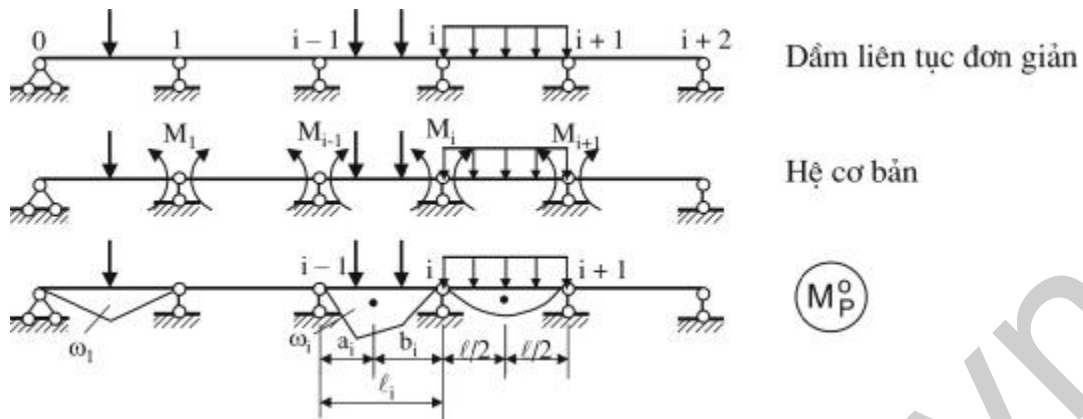 0 1 i – 1 i i + 1 i + 2 Dầm liên tục đơn giản
M₁ Mᵢ₋₁ Mᵢ Mᵢ₊₁ Hệ cơ bản
i – 1 i i + 1 M°ₚ
ω₁ ωᵢ aᵢ bᵢ ℓ/2 ℓ/2
ℓᵢ